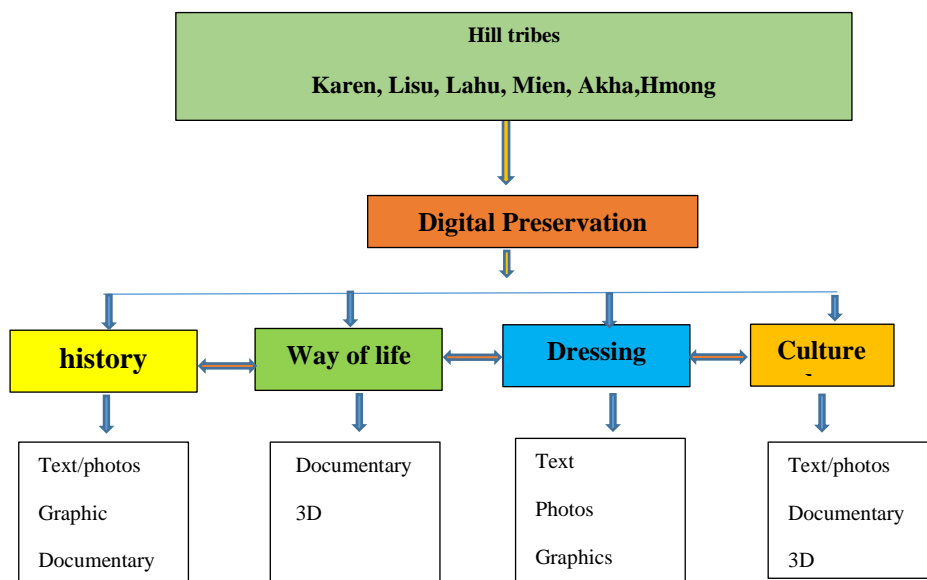 Hill tribes
Karen, Lisu, Lahu, Mien, Akha,Hmong
Digital Preservation
history
Way of life
Dressing
Culture
Text/photos
Graphic
Documentary
Documentary
3D
Text
Photos
Graphics
Text/photos
Documentary
3D